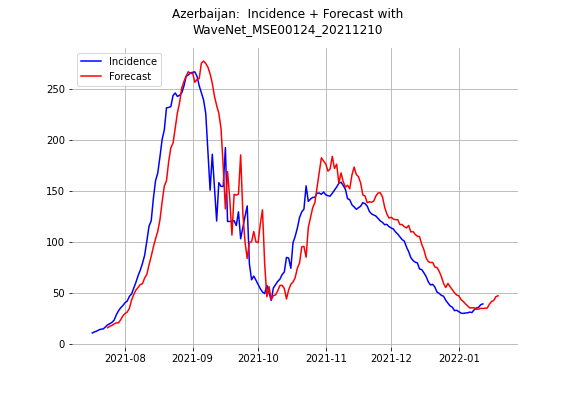 Azerbaijan:  Incidence + Forecast with
WaveNet_MSE00124_20211210
Incidence
Forecast
250
200
150
100
50
0
2021-08 2021-09 2021-10 2021-11 2021-12 2022-01